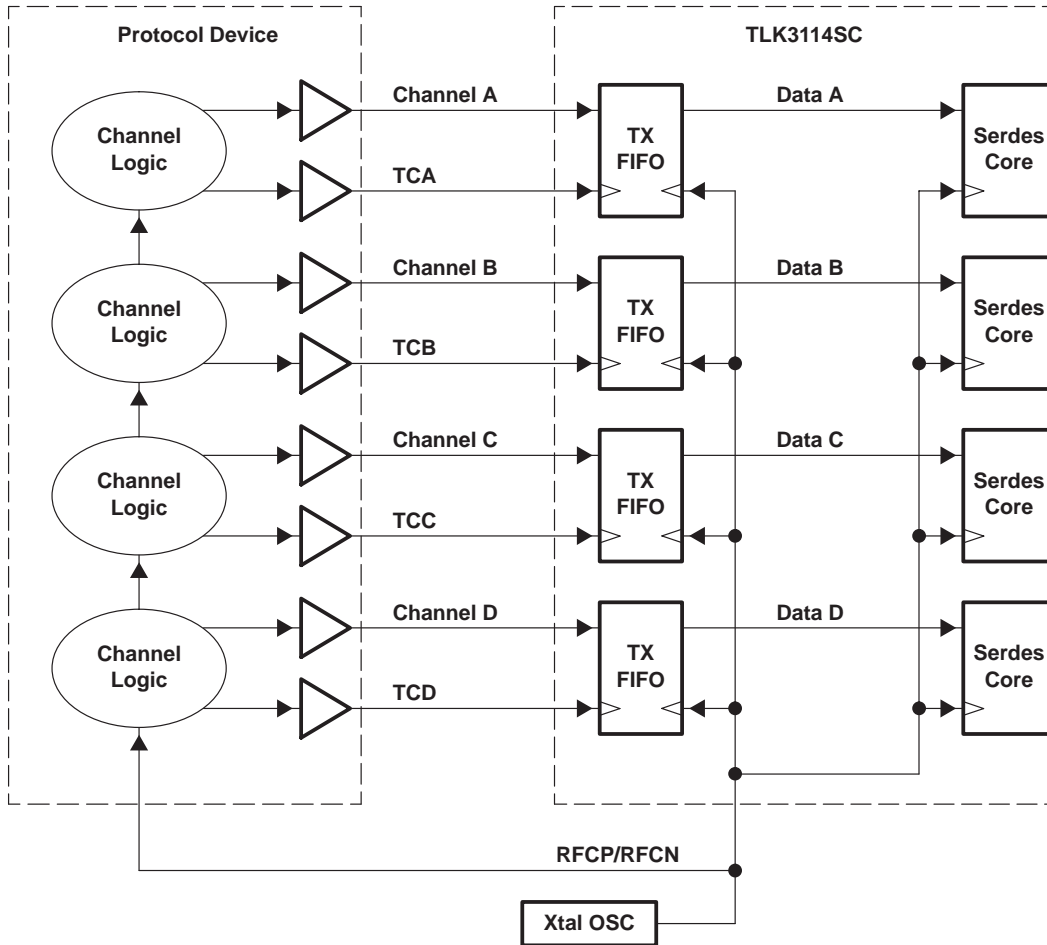 Protocol Device
TLK3114SC
Channel A
Data A
Channel
Logic
TX
FIFO
Serdes
Core
TCA
Channel B
Data B
Channel
Logic
TX
FIFO
Serdes
Core
TCB
Channel C
Data C
Channel
Logic
TX
FIFO
Serdes
Core
TCC
Channel D
Data D
Channel
Logic
TX
FIFO
Serdes
Core
TCD
RFCP/RFCN
Xtal OSC